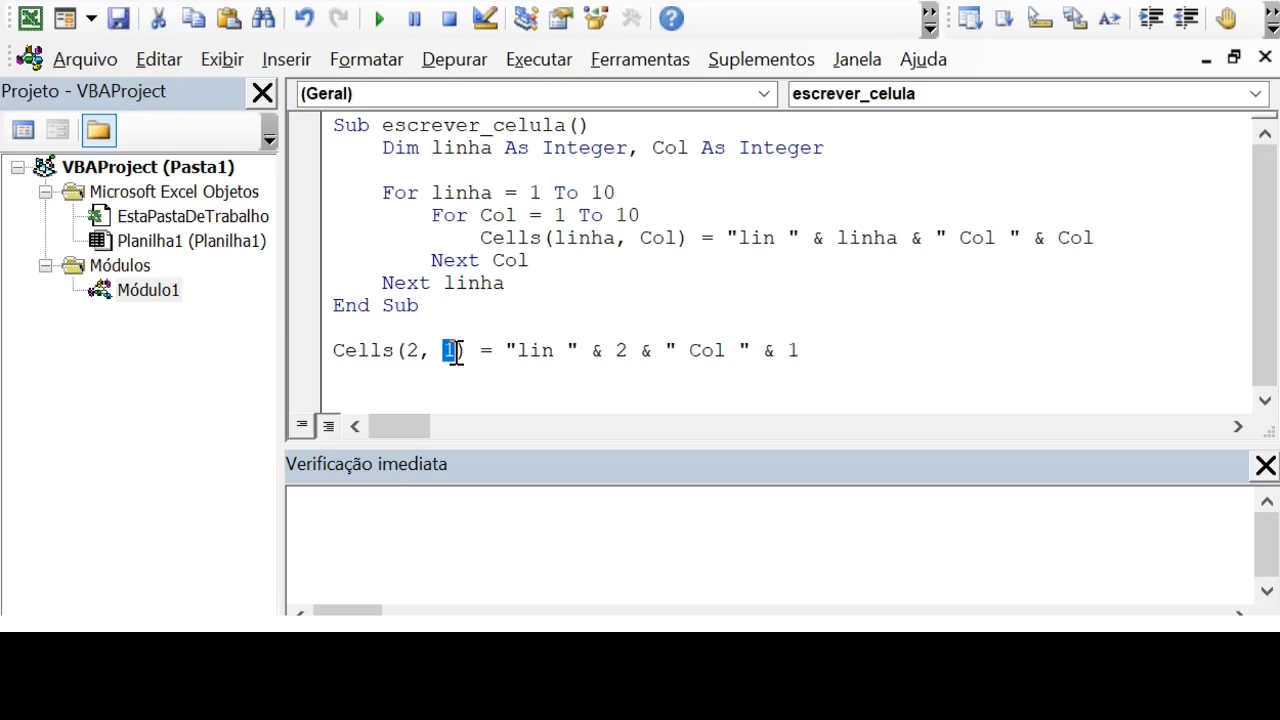 Arquivo Editar Exibir Inserir Formatar Depurar Executar Ferramentas Suplementos Janela Ajuda
Projeto - VBAProject
(Geral) escrever_celula
VBAProject (Pasta1)
Microsoft Excel Objetos
EstaPastaDeTrabalho
Planilha1 (Planilha1)
Módulos
Módulo1
Sub escrever_celula()
Dim linha As Integer, Col As Integer
For linha = 1 To 10
For Col = 1 To 10
Cells(linha, Col) = "lin " & linha & " Col " & Col
Next Col
Next linha
End Sub
Cells(2, 1) = "lin " & 2 & " Col " & 1
Verificação imediata